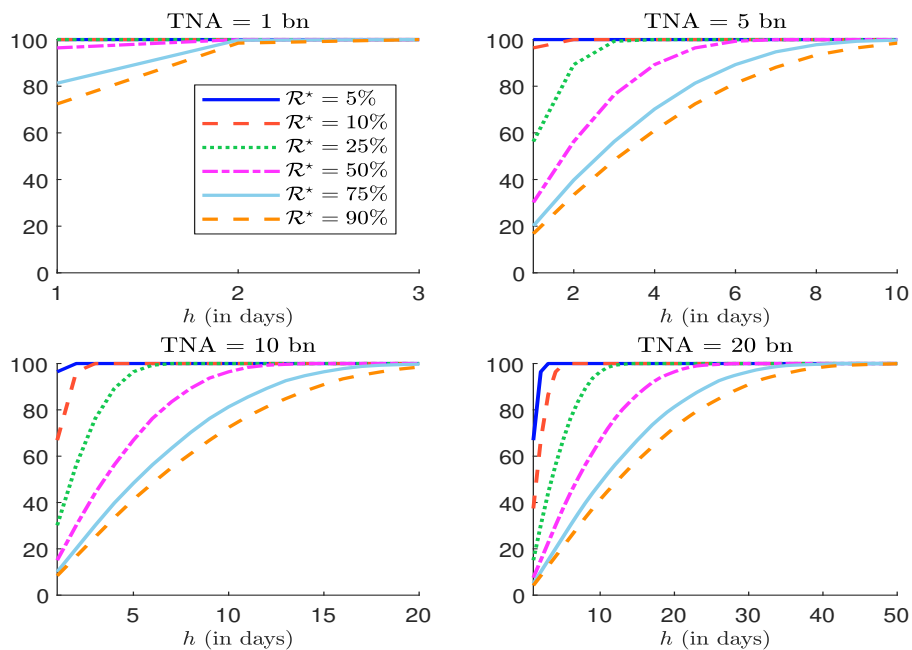 TNA = 1 bn
100
80
60
40
20
0
1 2 3
h (in days)
R⋆ = 5%
R⋆ = 10%
R⋆ = 25%
R⋆ = 50%
R⋆ = 75%
R⋆ = 90%
TNA = 5 bn
100
80
60
40
20
0
2 4 6 8 10
h (in days)
TNA = 10 bn
100
80
60
40
20
0
5 10 15 20
h (in days)
TNA = 20 bn
100
80
60
40
20
0
10 20 30 40 50
h (in days)